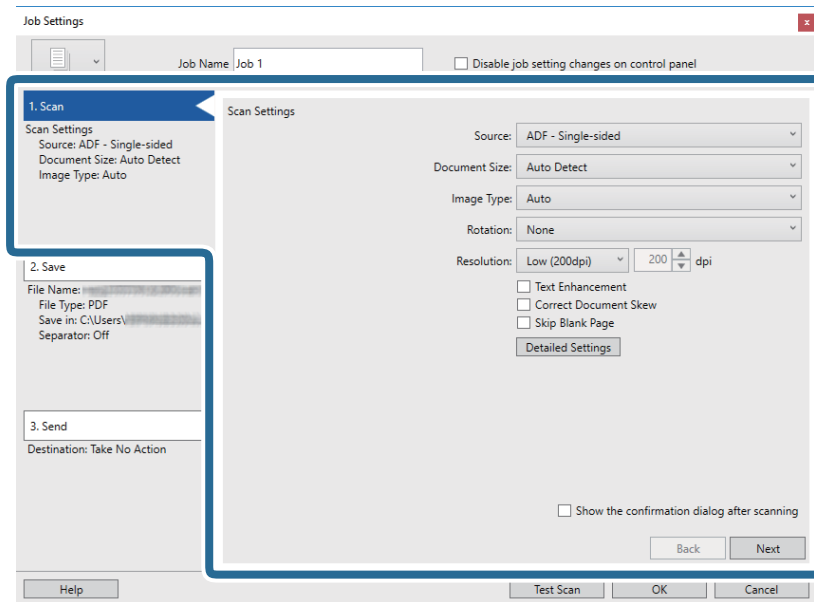 Job Settings
x
Job Name Job 1
Disable job setting changes on control panel
1. Scan
Scan Settings
Source: ADF - Single-sided
Document Size: Auto Detect
Image Type: Auto
Scan Settings
Source: ADF - Single-sided
Document Size: Auto Detect
Image Type: Auto
Rotation: None
Resolution: Low (200dpi) 200 dpi
Text Enhancement
Correct Document Skew
Skip Blank Page
Detailed Settings
2. Save
File Name:
File Type: PDF
Save in: C:\Users\
Separator: Off
3. Send
Destination: Take No Action
Show the confirmation dialog after scanning
Back Next
Help Test Scan OK Cancel